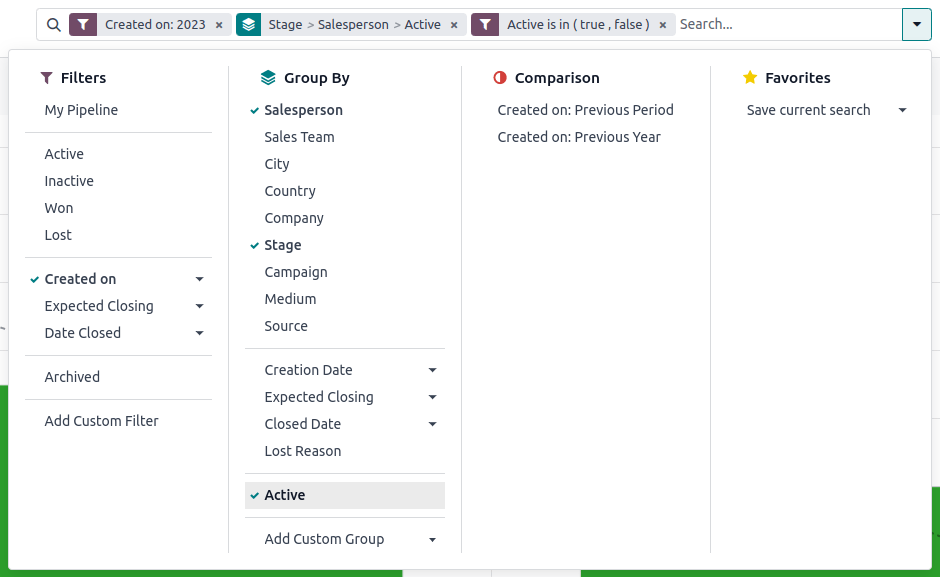 Created on: 2023 × Stage > Salesperson > Active × Active is in ( true , false ) × Search...
Filters
My Pipeline
Active
Inactive
Won
Lost
Created on
Expected Closing
Date Closed
Archived
Add Custom Filter
Group By
Salesperson
Sales Team
City
Country
Company
Stage
Campaign
Medium
Source
Creation Date
Expected Closing
Closed Date
Lost Reason
Active
Add Custom Group
Comparison
Created on: Previous Period
Created on: Previous Year
Favorites
Save current search